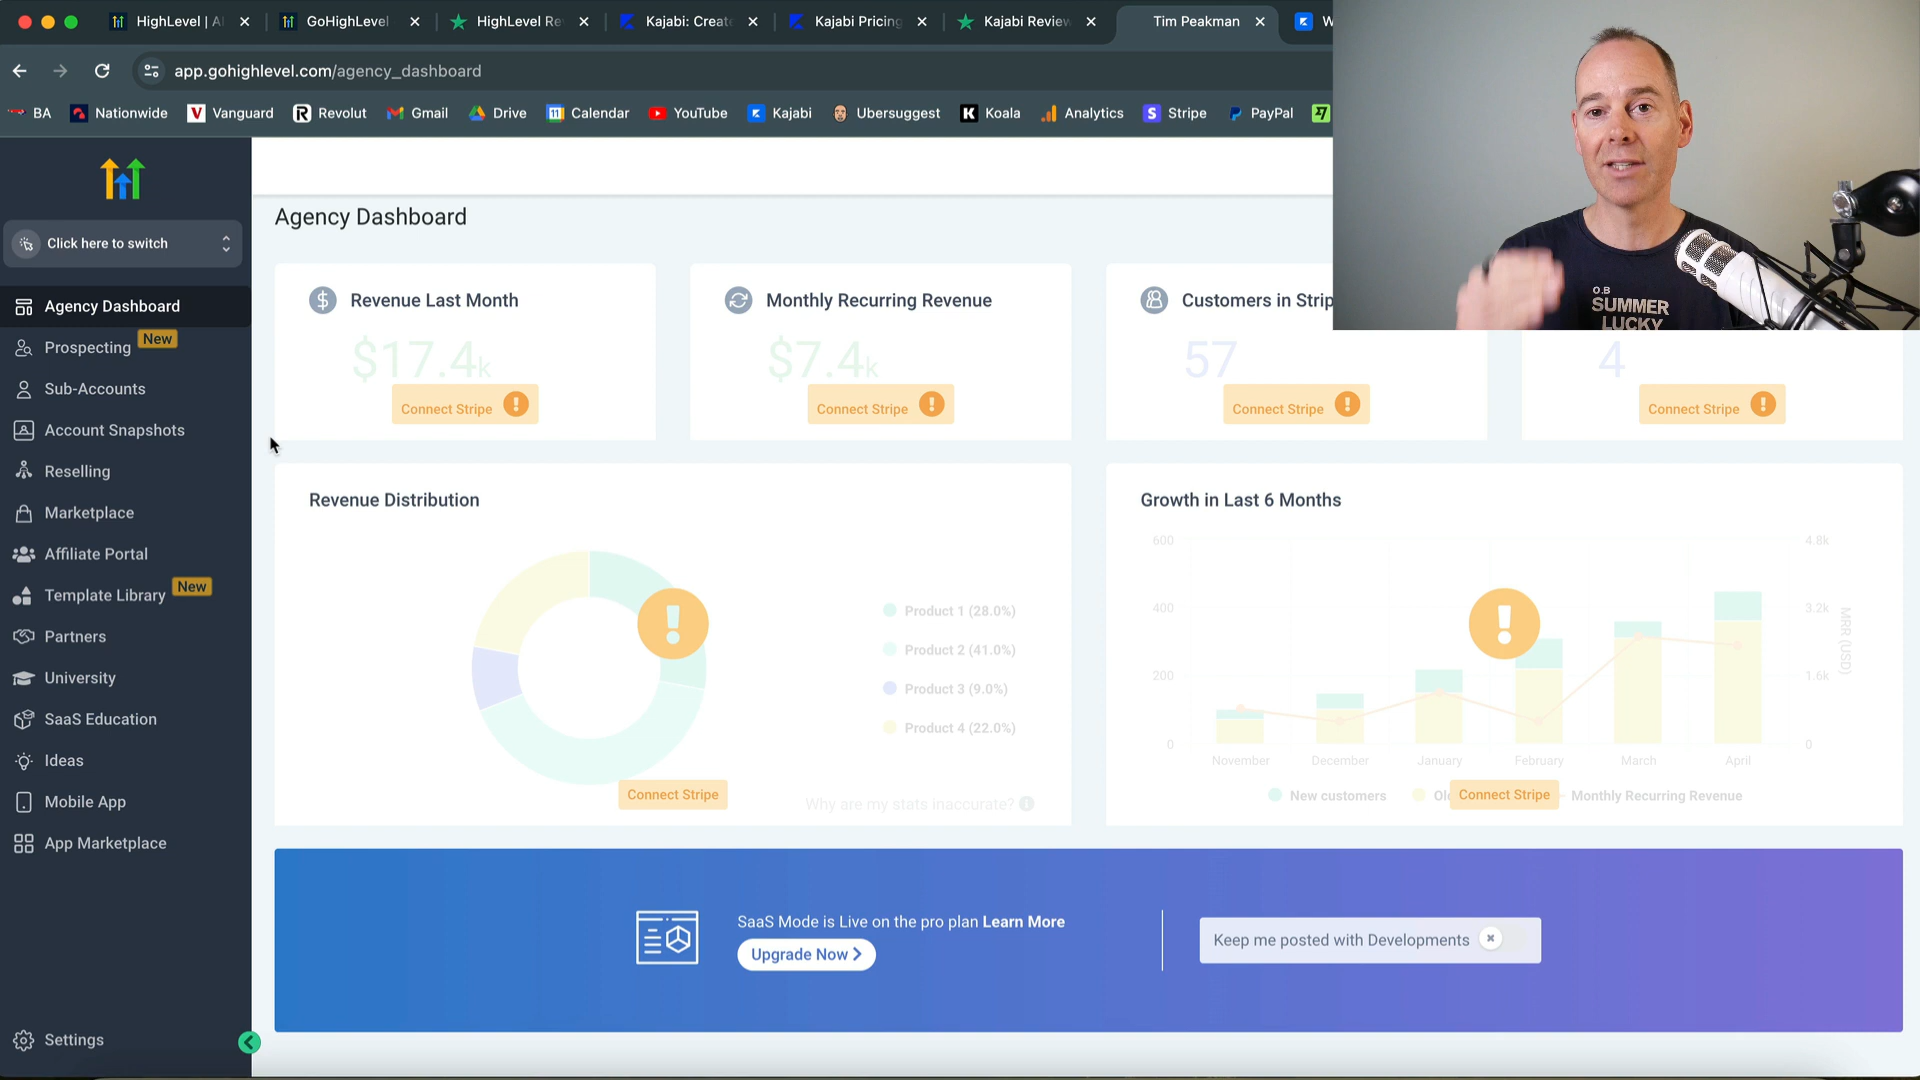 HighLevel | A
GoHighLevel
HighLevel Re
Kajabi: Create
Kajabi Pricing
Kajabi Review
Tim Peakman
W
app.gohighlevel.com/agency_dashboard
BA
Nationwide
Vanguard
Revolut
Gmail
Drive
Calendar
YouTube
Kajabi
Ubersuggest
Koala
Analytics
Stripe
PayPal
O.B
SUMMER
LUCKY
Click here to switch
Agency Dashboard
Prospecting
New
Sub-Accounts
Account Snapshots
Reselling
Marketplace
Affiliate Portal
Template Library
New
Partners
University
SaaS Education
Ideas
Mobile App
App Marketplace
Settings
Agency Dashboard
Revenue Last Month
$17.4k
Connect Stripe
Monthly Recurring Revenue
$7.4k
Connect Stripe
Customers in Strip
57
Connect Stripe
4
Connect Stripe
Revenue Distribution
Product 1 (28.0%)
Product 2 (41.0%)
Product 3 (9.0%)
Product 4 (22.0%)
Connect Stripe
Why are my stats inaccurate?
Growth in Last 6 Months
600
400
200
0
4.8k
3.2k
1.6k
0
MRR (USD)
November
December
January
February
March
April
New customers
Ol
Connect Stripe
Monthly Recurring Revenue
SaaS Mode is Live on the pro plan Learn More
Upgrade Now
Keep me posted with Developments